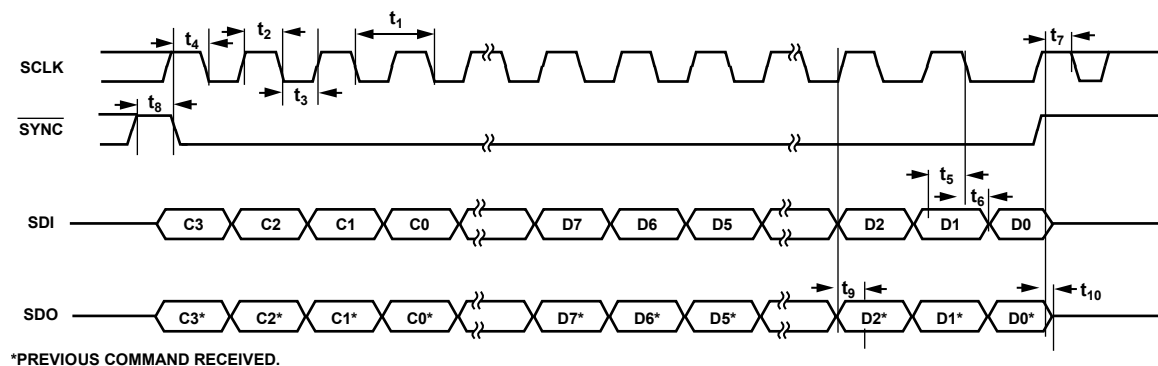 t4 t2 t1 t7
SCLK
t3
t8
SYNC
t5
t6
SDI C3 C2 C1 C0 D7 D6 D5 D2 D1 D0
t9 t10
SDO C3* C2* C1* C0* D7* D6* D5* D2* D1* D0*
*PREVIOUS COMMAND RECEIVED.